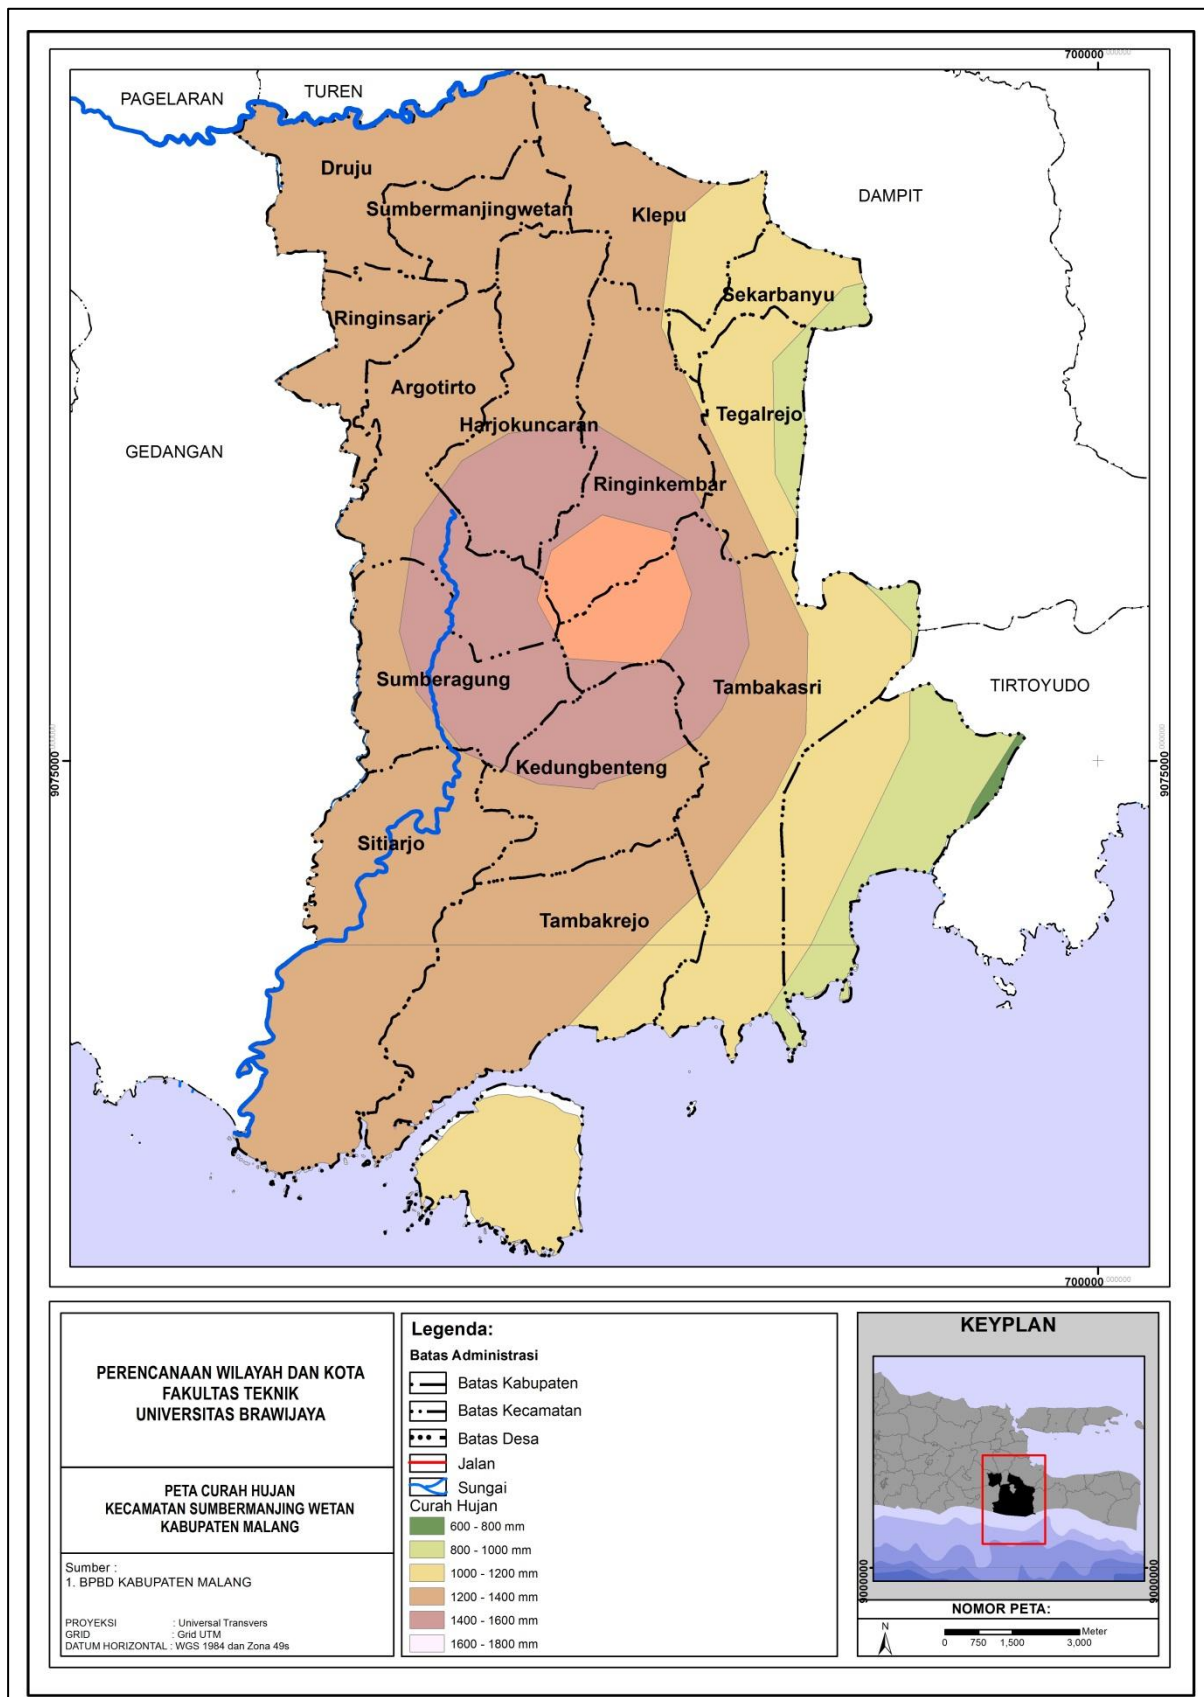 700000 000000
PAGELARAN
TUREN
Druju
DAMPIT
Sumbermanjingwetan
Klepu
Sekarbanyu
Ringinsari
Argotirto
Tegalrejo
Harjokuncaran
GEDANGAN
Ringinkembar
Sumberagung
Tambakasri
TIRTOYUDO
9075000 000000
9075000 000000
Kedungbenteng
Sitiarjo
Tambakrejo
700000 000000
PERENCANAAN WILAYAH DAN KOTA
FAKULTAS TEKNIK
UNIVERSITAS BRAWIJAYA
PETA CURAH HUJAN
KECAMATAN SUMBERMANJING WETAN
KABUPATEN MALANG
Sumber :
1. BPBD KABUPATEN MALANG
PROYEKSI : Universal Transvers
GRID : Grid UTM
DATUM HORIZONTAL : WGS 1984 dan Zona 49s
Legenda:
Batas Administrasi
Batas Kabupaten
Batas Kecamatan
Batas Desa
Jalan
Sungai
Curah Hujan
600 - 800 mm
800 - 1000 mm
1000 - 1200 mm
1200 - 1400 mm
1400 - 1600 mm
1600 - 1800 mm
KEYPLAN
9000000
9000000
NOMOR PETA:
N
Meter
0 750 1,500 3,000